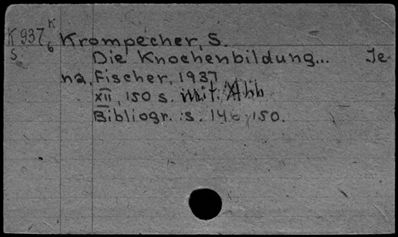 K 937 K Krompecher, S.
S 6 Die Knochenbildung... Je
na, Fischer, 1937
XII, 150 s. mit. Abb
Bibliogr. s. 146-150.